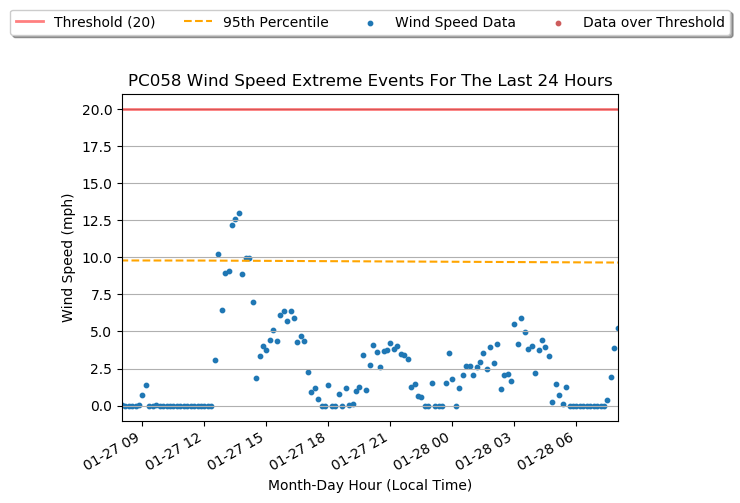 Threshold (20) 95th Percentile Wind Speed Data Data over Threshold
PC058 Wind Speed Extreme Events For The Last 24 Hours
20.0
17.5
15.0
12.5
10.0
7.5
5.0
2.5
0.0
Wind Speed (mph)
01-27 09 01-27 12 01-27 15 01-27 18 01-27 21 01-28 00 01-28 03 01-28 06
Month-Day Hour (Local Time)